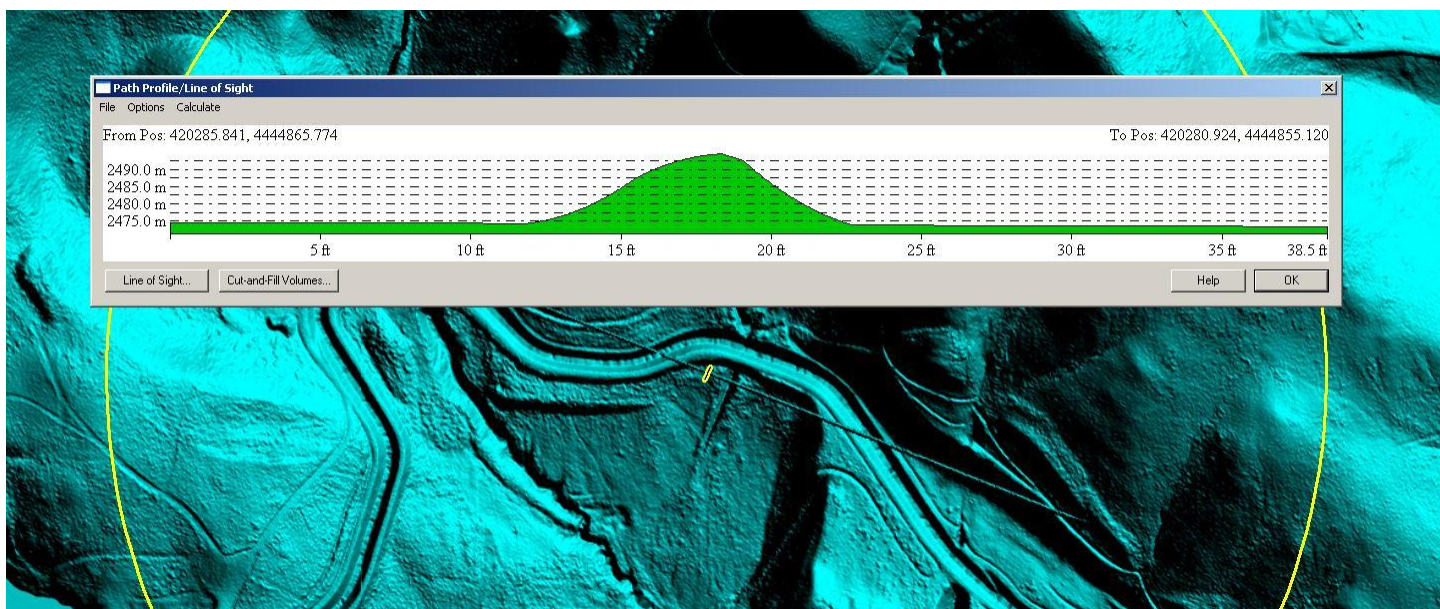 Path Profile/Line of Sight
File Options Calculate
From Pos: 420285.841, 4444865.774 To Pos: 420280.924, 4444855.120
2490.0 m
2485.0 m
2480.0 m
2475.0 m
5 ft 10 ft 15 ft 20 ft 25 ft 30 ft 35 ft 38.5 ft
Line of Sight... Cut-and-Fill Volumes... Help OK